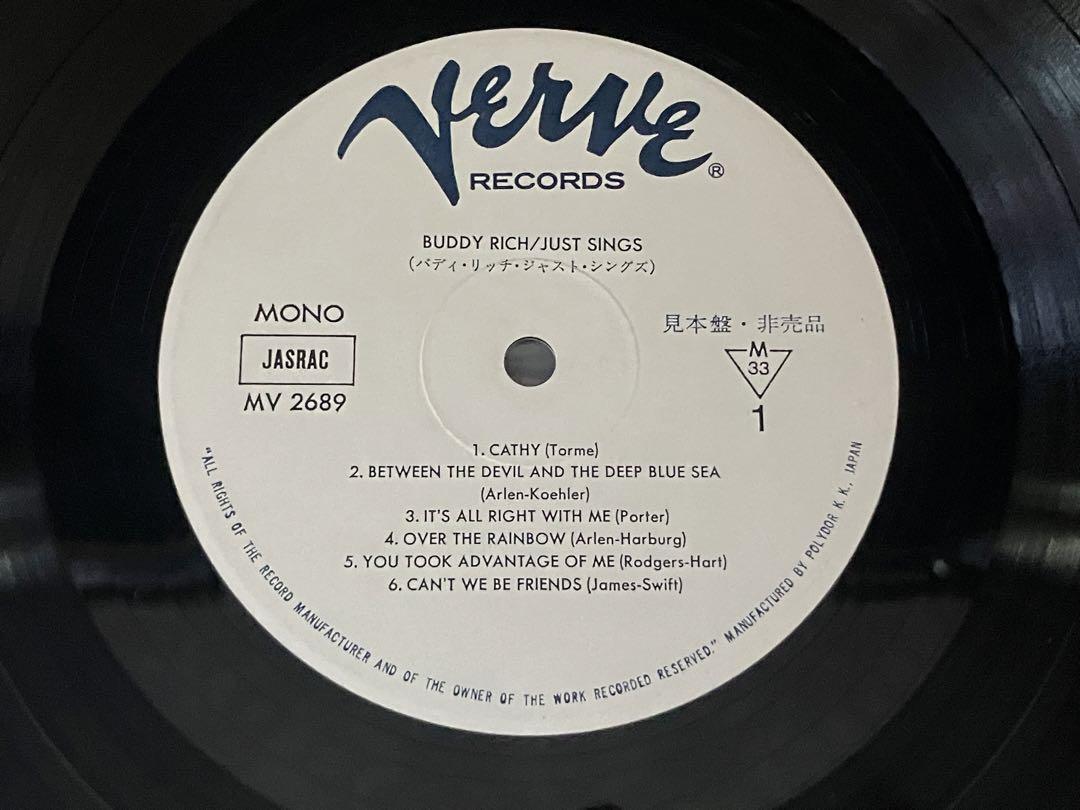 Verve
RECORDS ®
BUDDY RICH/JUST SINGS
(バディ・リッチ・ジャスト・シングズ)
MONO
JASRAC
MV 2689
見本盤・非売品
M
33
1
1. CATHY (Torme)
2. BETWEEN THE DEVIL AND THE DEEP BLUE SEA
(Arlen-Koehler)
3. IT'S ALL RIGHT WITH ME (Porter)
4. OVER THE RAINBOW (Arlen-Harburg)
5. YOU TOOK ADVANTAGE OF ME (Rodgers-Hart)
6. CAN'T WE BE FRIENDS (James-Swift)
"ALL RIGHTS OF THE RECORD MANUFACTURER AND OF THE OWNER OF THE WORK RECORDED RESERVED." MANUFACTURED BY POLYDOR K. K., JAPAN